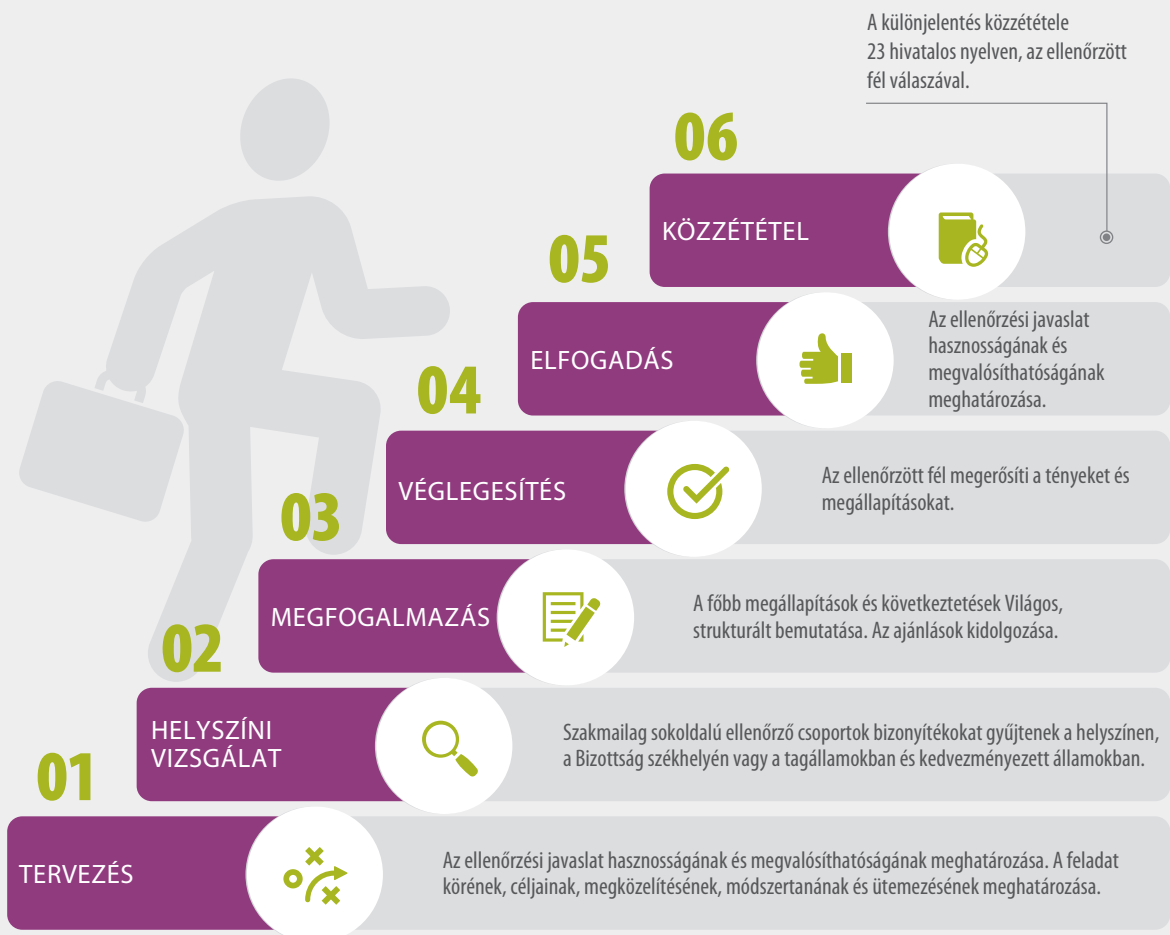 A különjelentés közzététele
23 hivatalos nyelven, az ellenőrzött
fél válaszával.
06
KÖZZÉTÉTEL
05
ELFOGADÁS
Az ellenőrzési javaslat
hasznosságának és
megvalósíthatóságának
meghatározása.
04
VÉGLEGESÍTÉS
Az ellenőrzött fél megerősíti a tényeket és
megállapításokat.
03
MEGFOGALMAZÁS
A főbb megállapítások és következtetések Világos,
strukturált bemutatása. Az ajánlások kidolgozása.
02
HELYSZÍNI
VIZSGÁLAT
Szakmailag sokoldalú ellenőrző csoportok bizonyítékokat gyűjtenek a helyszínen,
a Bizottság székhelyén vagy a tagállamokban és kedvezményezett államokban.
01
TERVEZÉS
Az ellenőrzési javaslat hasznosságának és megvalósíthatóságának meghatározása. A feladat
körének, céljainak, megközelítésének, módszertanának és ütemezésének meghatározása.